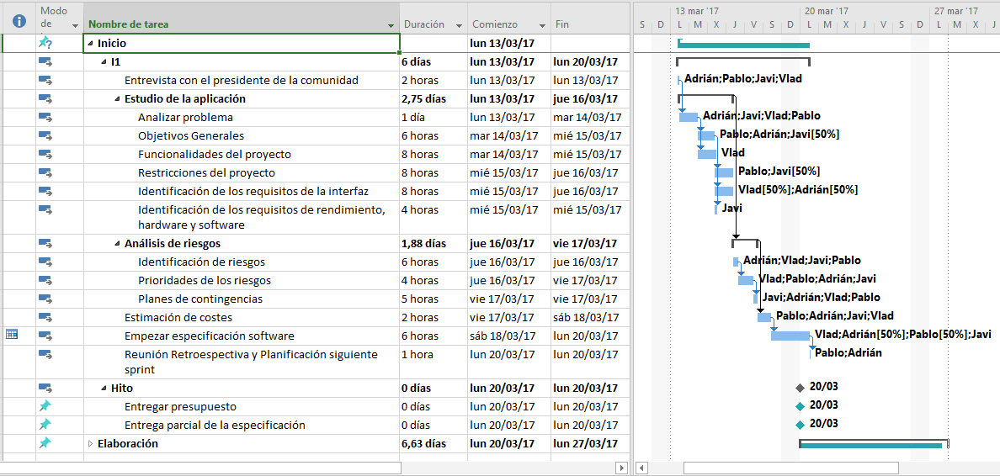 Modo de
Nombre de tarea Duración Comienzo Fin
13 mar '17 20 mar '17 27 mar '17
S D L M X J V S D L M X J V S D L M X J
Inicio lun 13/03/17
I1 6 días lun 13/03/17 lun 20/03/17
Entrevista con el presidente de la comunidad 2 horas lun 13/03/17 lun 13/03/17 Adrián;Pablo;Javi;Vlad
Estudio de la aplicación 2,75 días lun 13/03/17 jue 16/03/17
Analizar problema 1 día lun 13/03/17 mar 14/03/17 Adrián;Javi;Vlad;Pablo
Objetivos Generales 6 horas mar 14/03/17 mié 15/03/17 Pablo;Adrián;Javi[50%]
Funcionalidades del proyecto 8 horas mar 14/03/17 mié 15/03/17 Vlad
Restricciones del proyecto 8 horas mié 15/03/17 jue 16/03/17 Pablo;Javi[50%]
Identificación de los requisitos de la interfaz 8 horas mié 15/03/17 jue 16/03/17 Vlad[50%];Adrián[50%]
Identificación de los requisitos de rendimiento, 4 horas mié 15/03/17 mié 15/03/17 Javi
hardware y software
Análisis de riesgos 1,88 días jue 16/03/17 vie 17/03/17
Identificación de riesgos 6 horas jue 16/03/17 jue 16/03/17 Adrián;Vlad;Javi;Pablo
Prioridades de los riesgos 4 horas jue 16/03/17 vie 17/03/17 Vlad;Pablo;Adrián;Javi
Planes de contingencias 5 horas vie 17/03/17 vie 17/03/17 Javi;Adrián;Vlad;Pablo
Estimación de costes 2 horas vie 17/03/17 sáb 18/03/17 Pablo;Adrián;Javi;Vlad
Empezar especificación software 6 horas sáb 18/03/17 lun 20/03/17 Vlad;Adrián[50%];Pablo[50%];Javi
Reunión Retroespectiva y Planificación siguiente 1 hora lun 20/03/17 lun 20/03/17 Pablo;Adrián
sprint
Hito 0 días lun 20/03/17 lun 20/03/17 20/03
Entregar presupuesto 0 días lun 20/03/17 lun 20/03/17 20/03
Entrega parcial de la especificación 0 días lun 20/03/17 lun 20/03/17 20/03
Elaboración 6,63 días lun 20/03/17 lun 27/03/17